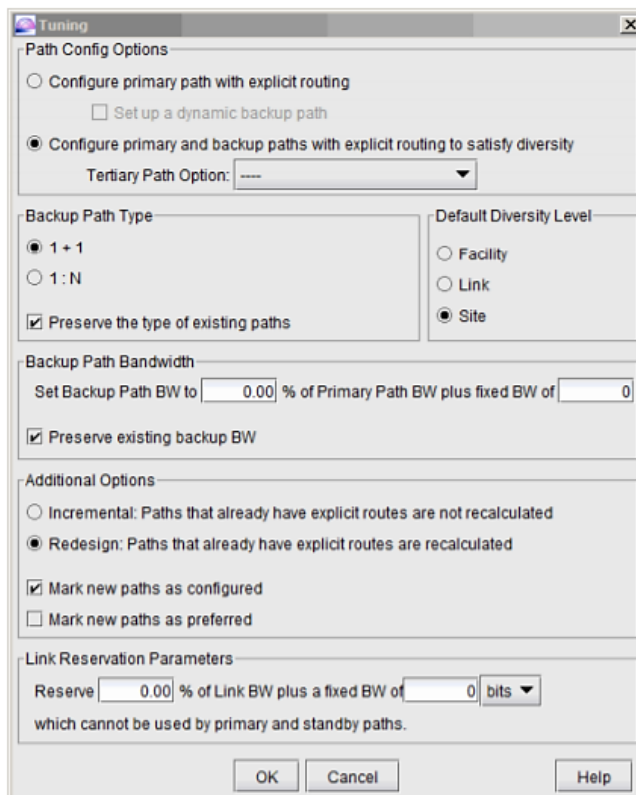 Tuning
Path Config Options
Configure primary path with explicit routing
Set up a dynamic backup path
Configure primary and backup paths with explicit routing to satisfy diversity
Tertiary Path Option: ----
Backup Path Type
1 + 1
1 : N
Preserve the type of existing paths
Default Diversity Level
Facility
Link
Site
Backup Path Bandwidth
Set Backup Path BW to 0.00 % of Primary Path BW plus fixed BW of 0
Preserve existing backup BW
Additional Options
Incremental: Paths that already have explicit routes are not recalculated
Redesign: Paths that already have explicit routes are recalculated
Mark new paths as configured
Mark new paths as preferred
Link Reservation Parameters
Reserve 0.00 % of Link BW plus a fixed BW of 0 bits
which cannot be used by primary and standby paths.
OK Cancel Help